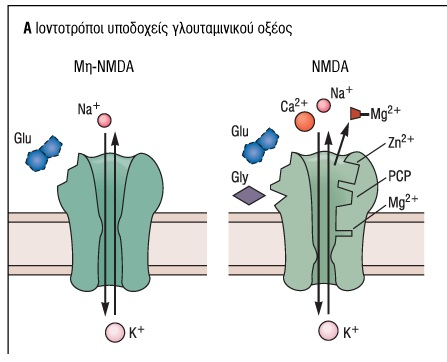 A Ιοντοτρόποι υποδοχείς γλουταμινικού οξέος
Μη-NMDA
NMDA
Na⁺
Glu
K⁺
Ca²⁺
Na⁺
Mg²⁺
Glu
Zn²⁺
Gly
PCP
Mg²⁺
K⁺